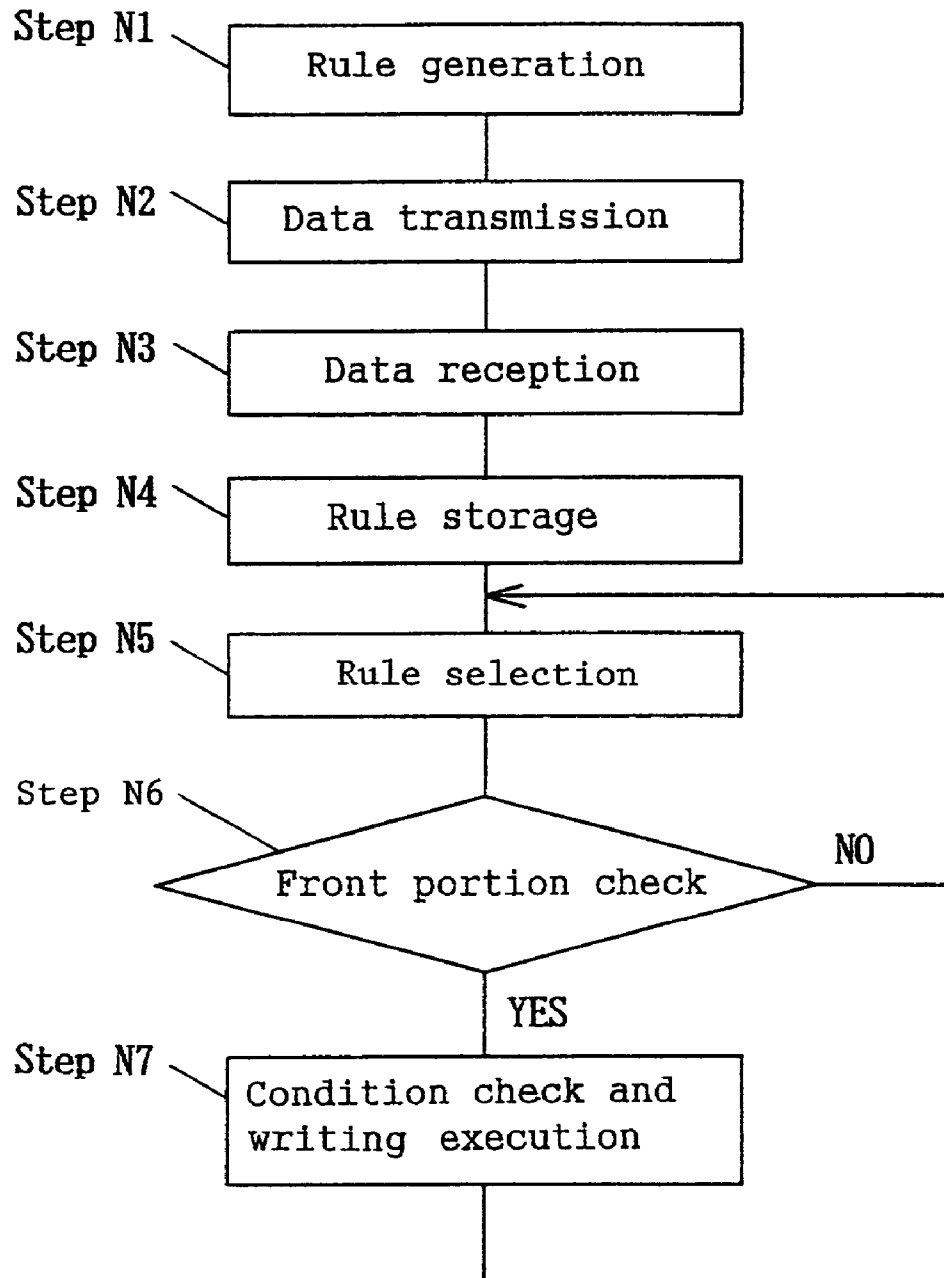 Step N1
Rule generation
Step N2
Data transmission
Step N3
Data reception
Step N4
Rule storage
Step N5
Rule selection
Step N6
Front portion check
NO
YES
Step N7
Condition check and
writing execution